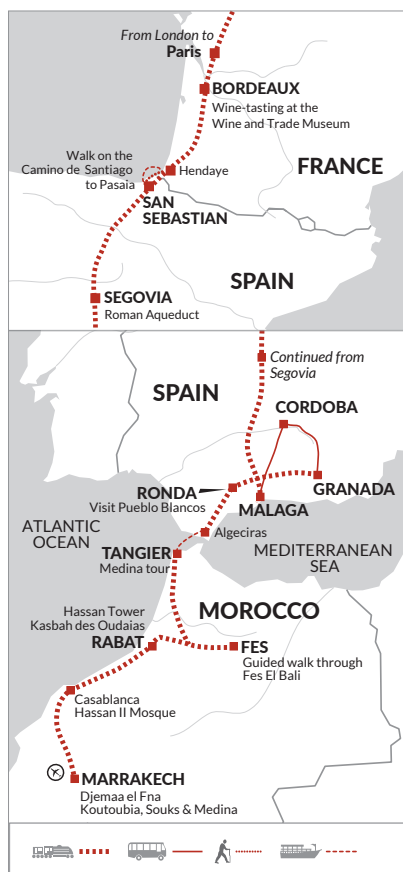 From London to
Paris
BORDEAUX
Wine-tasting at the
Wine and Trade Museum
Walk on the
Camino de Santiago
to Pasaia
Hendaye
FRANCE
SAN
SEBASTIAN
SPAIN
SEGOVIA
Roman Aqueduct
Continued from
Segovia
SPAIN
CORDOBA
RONDA
Visit Pueblo Blancos
GRANADA
MALAGA
ATLANTIC
OCEAN
Algeciras
TANGIER
Medina tour
MEDITERRANEAN
SEA
MOROCCO
Hassan Tower
Kasbah des Oudaias
RABAT
FES
Guided walk through
Fes El Bali
Casablanca
Hassan II Mosque
MARRAKECH
Djemaa el Fna
Koutoubia, Souks & Medina